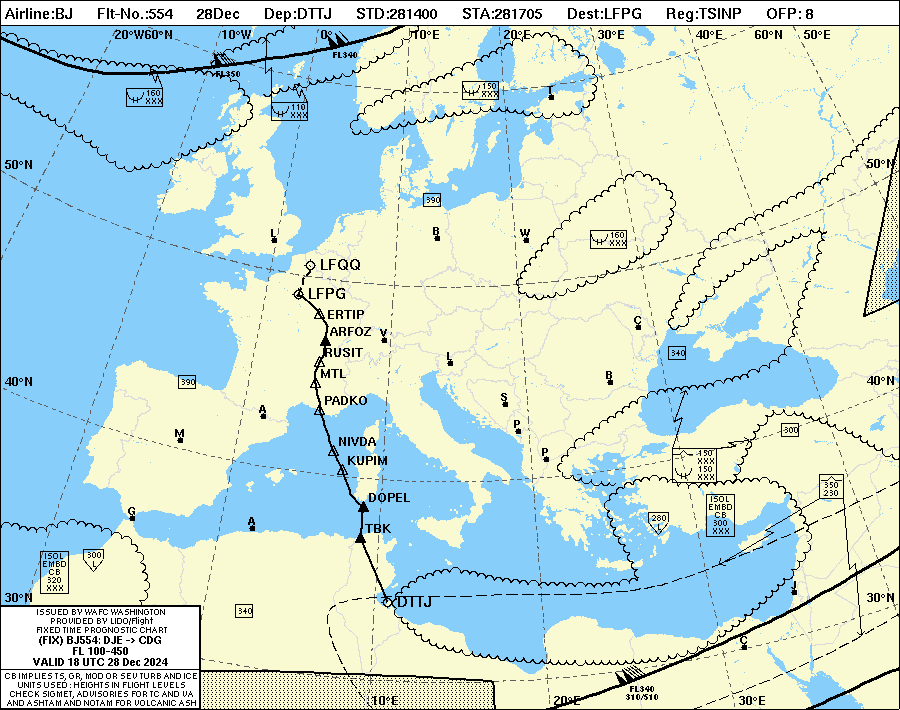 Airline:BJ Flt-No.:554 28Dec Dep:DTTJ STD:281400 STA:281705 Dest:LFPG Reg:TSINP OFP: 8
20°W60°N 10°W 0° 10°E 20°E 30°E 40°E 60°N 50°E
FL340
FL350
160
XXX
110
XXX
150
XXX
T
50°N
50°N
390
L
B
W
160
XXX
LFQQ
LFPG
ERTIP
ARFOZ
V
C
RUSIT
L
340
MTL
390
B
40°N
40°N
PADKO
A
S
M
P
300
NIVDA
KUPIM
P
450
XXX
150
XXX
DOPEL
350
230
G
A
TBK
280
L
ISOL
EMBD
CB
300
XXX
ISOL
EMBD
CB
320
XXX
300
L
30°N
30°N
DTTJ
J
340
C
ISSUED BY WAFC WASHINGTON
PROVIDED BY LIDO/Flight
FIXED TIME PROGNOSTIC CHART
(FIX) BJ554: DJE -> CDG
FL 100-450
VALID 18 UTC 28 Dec 2024
CB IMPLIES TS, GR, MOD OR SEV TURB AND ICE
UNITS USED: HEIGHTS IN FLIGHT LEVELS
CHECK SIGMET, ADVISORIES FOR TC AND VA
AND ASHTAM AND NOTAM FOR VOLCANIC ASH
FL340
310/510
10°E 20°E 30°E